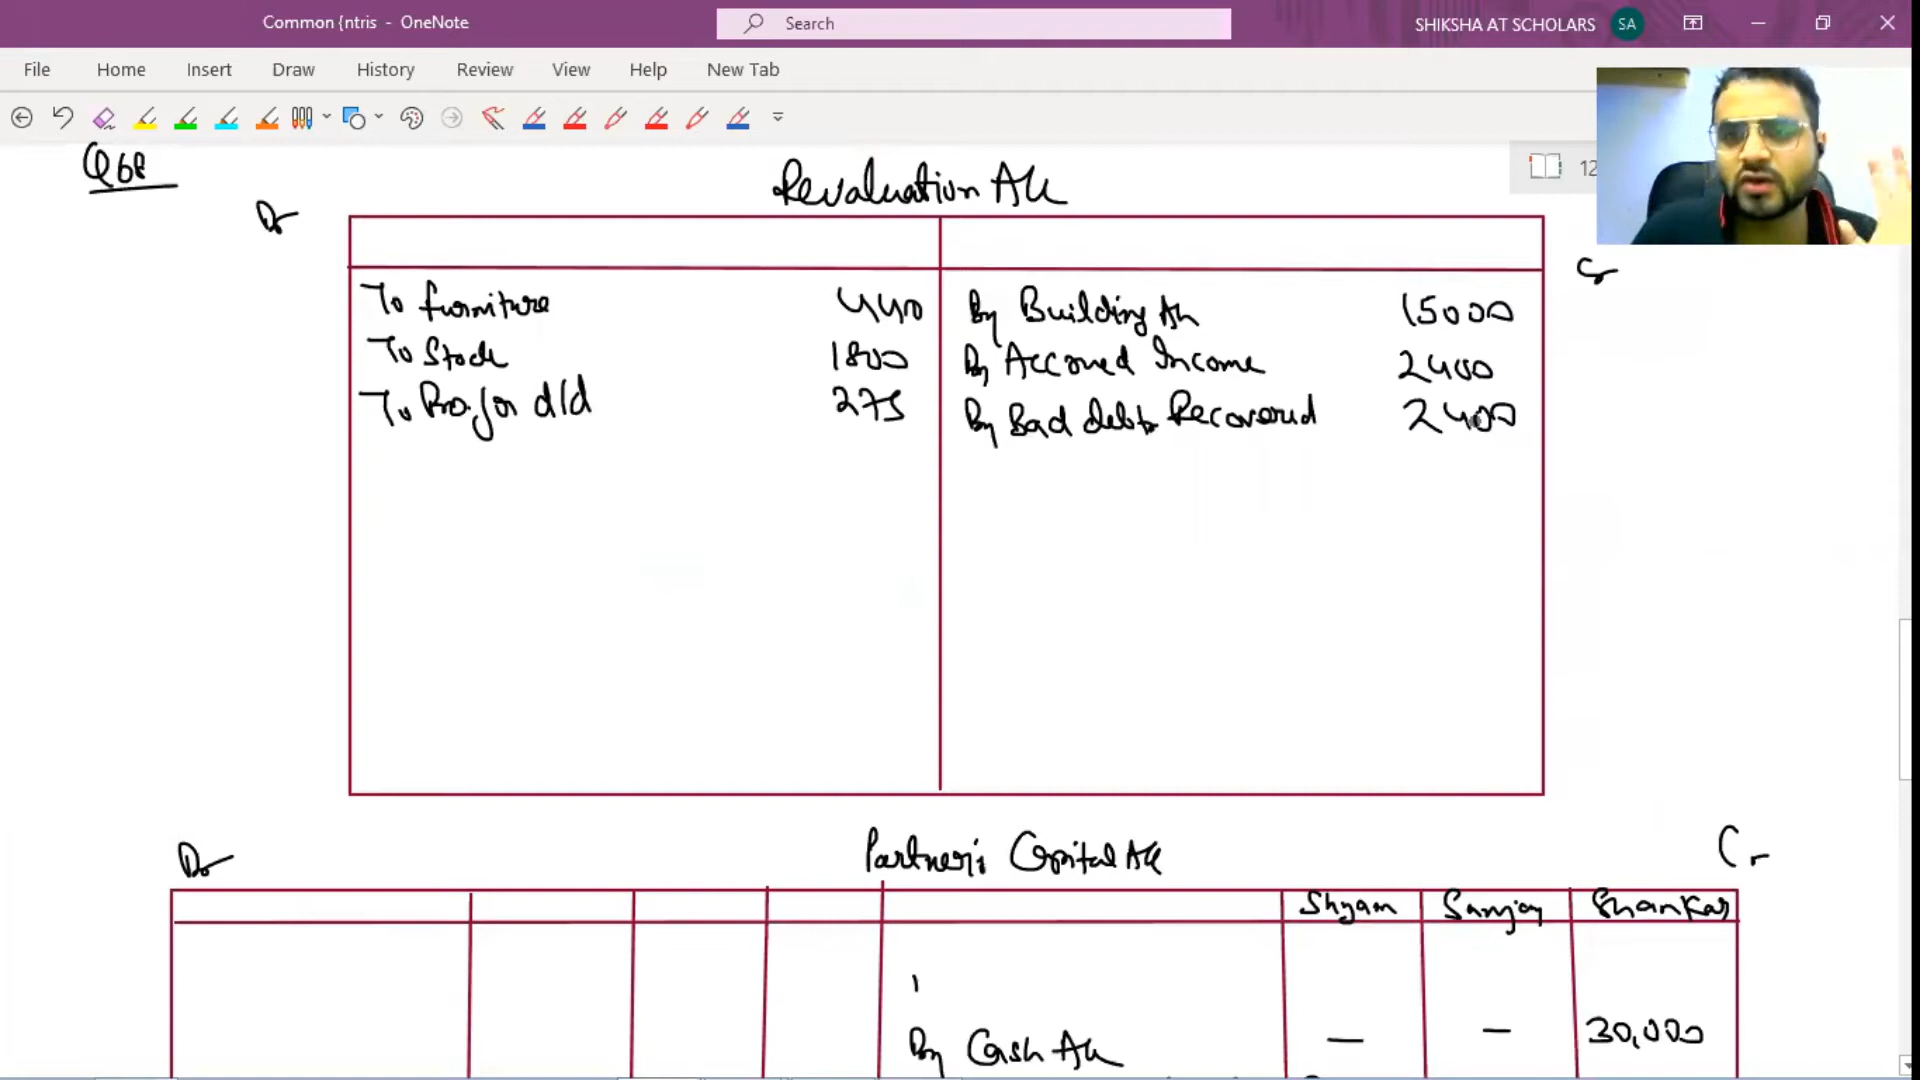 Common {ntris - OneNote
Search
SHIKSHA AT SCHOLARS SA
File Home Insert Draw History Review View Help New Tab
Q68
Revaluation A/c
Dr
Cr
To furniture 440 By Building A/c 15000
To Stock 1800 By Accrued Income 2400
To Pro. for d/d 275 By Bad debts Recovered 2400
12
Dr Partner's Capital A/c Cr
Shyam Sanjay Shankar
By Cash A/c — — 30,000